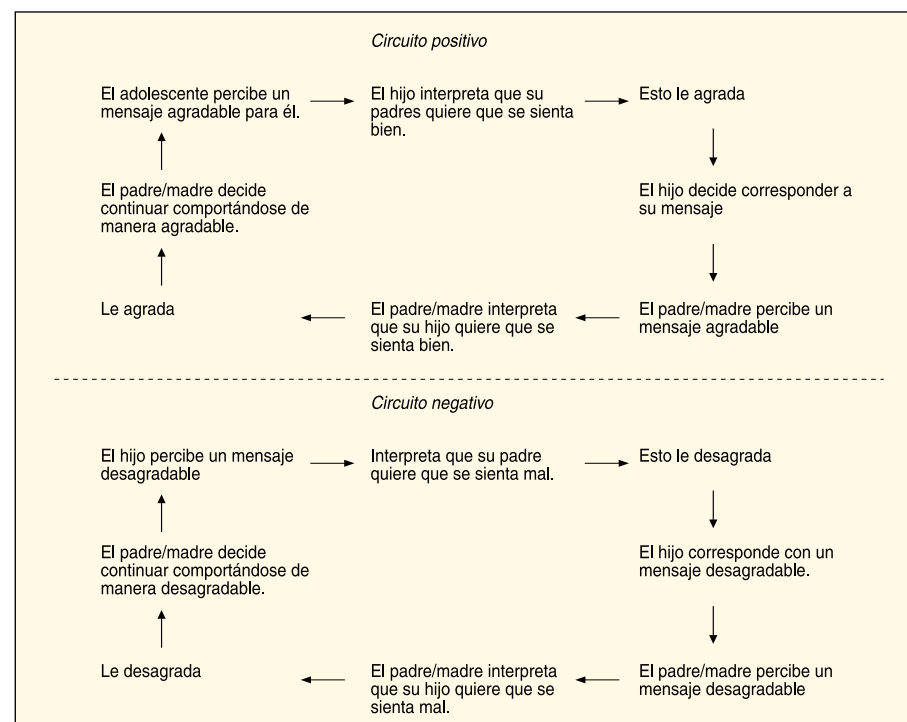 Circuito positivo
El adolescente percibe un
mensaje agradable para él.
El hijo interpreta que su
padres quiere que se sienta
bien.
Esto le agrada
El hijo decide corresponder a
su mensaje
El padre/madre percibe un
mensaje agradable
El padre/madre interpreta
que su hijo quiere que se
sienta bien.
Le agrada
El padre/madre decide
continuar comportándose de
manera agradable.
Circuito negativo
El hijo percibe un mensaje
desagradable
Interpreta que su padre
quiere que se sienta mal.
Esto le desagrada
El hijo corresponde con un
mensaje desagradable.
El padre/madre percibe un
mensaje desagradable
El padre/madre interpreta
que su hijo quiere que se
sienta mal.
Le desagrada
El padre/madre decide
continuar comportándose de
manera desagradable.